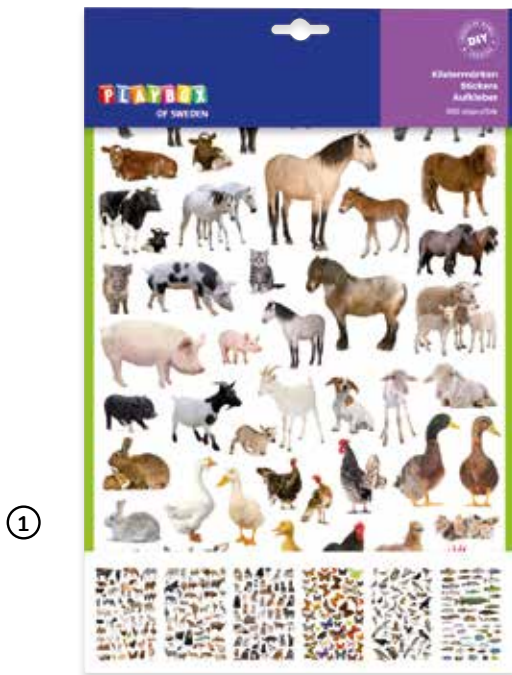 DIY
Klistermärken
Stickers
Aufkleber
PLAYBOX
OF SWEDEN
1